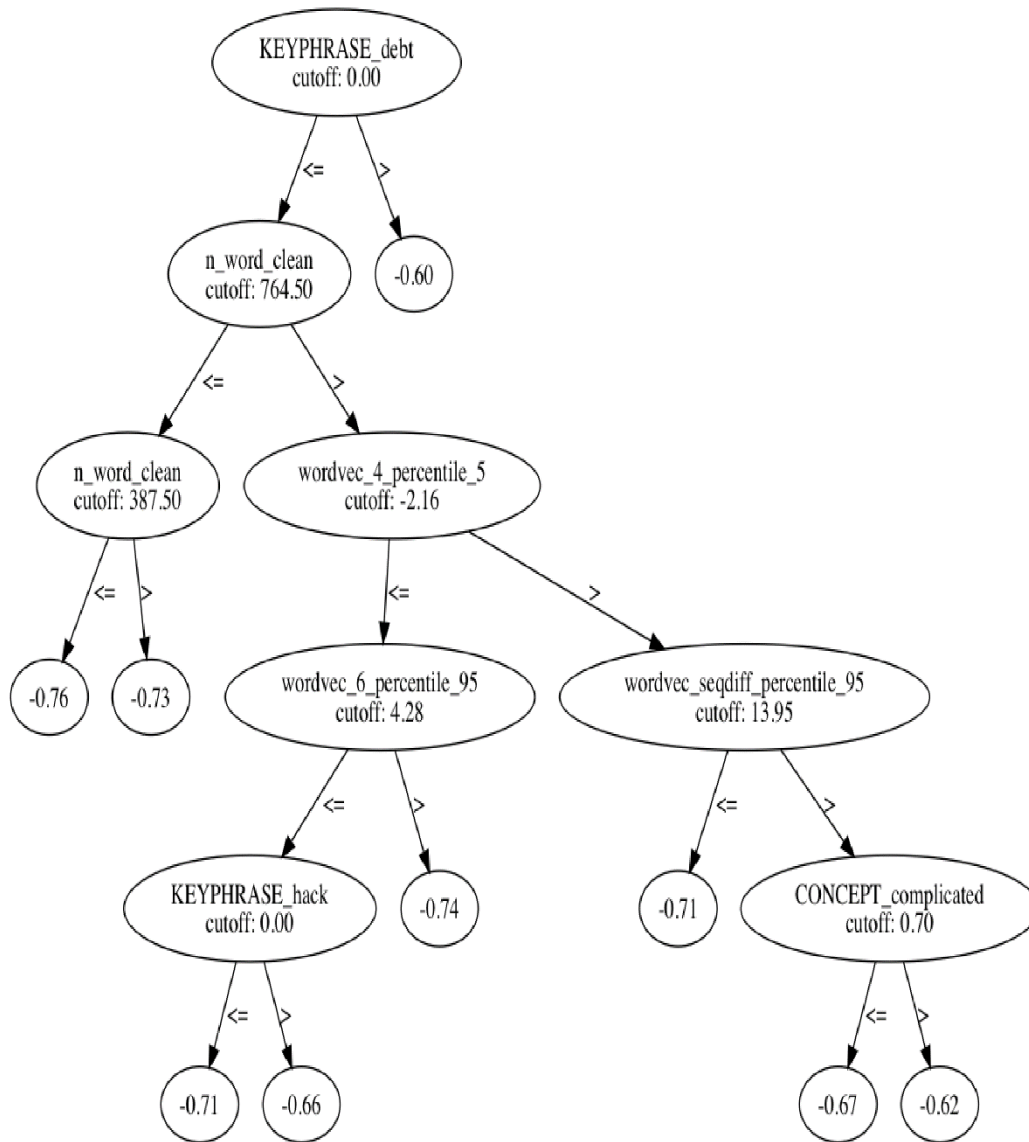 KEYPHRASE_debt
cutoff: 0.00
<=
>
n_word_clean
cutoff: 764.50
-0.60
<=
>
n_word_clean
cutoff: 387.50
wordvec_4_percentile_5
cutoff: -2.16
<=
>
<=
>
-0.76
-0.73
wordvec_6_percentile_95
cutoff: 4.28
wordvec_seqdiff_percentile_95
cutoff: 13.95
<=
>
<=
>
KEYPHRASE_hack
cutoff: 0.00
-0.74
-0.71
CONCEPT_complicated
cutoff: 0.70
<=
>
<=
>
-0.71
-0.66
-0.67
-0.62